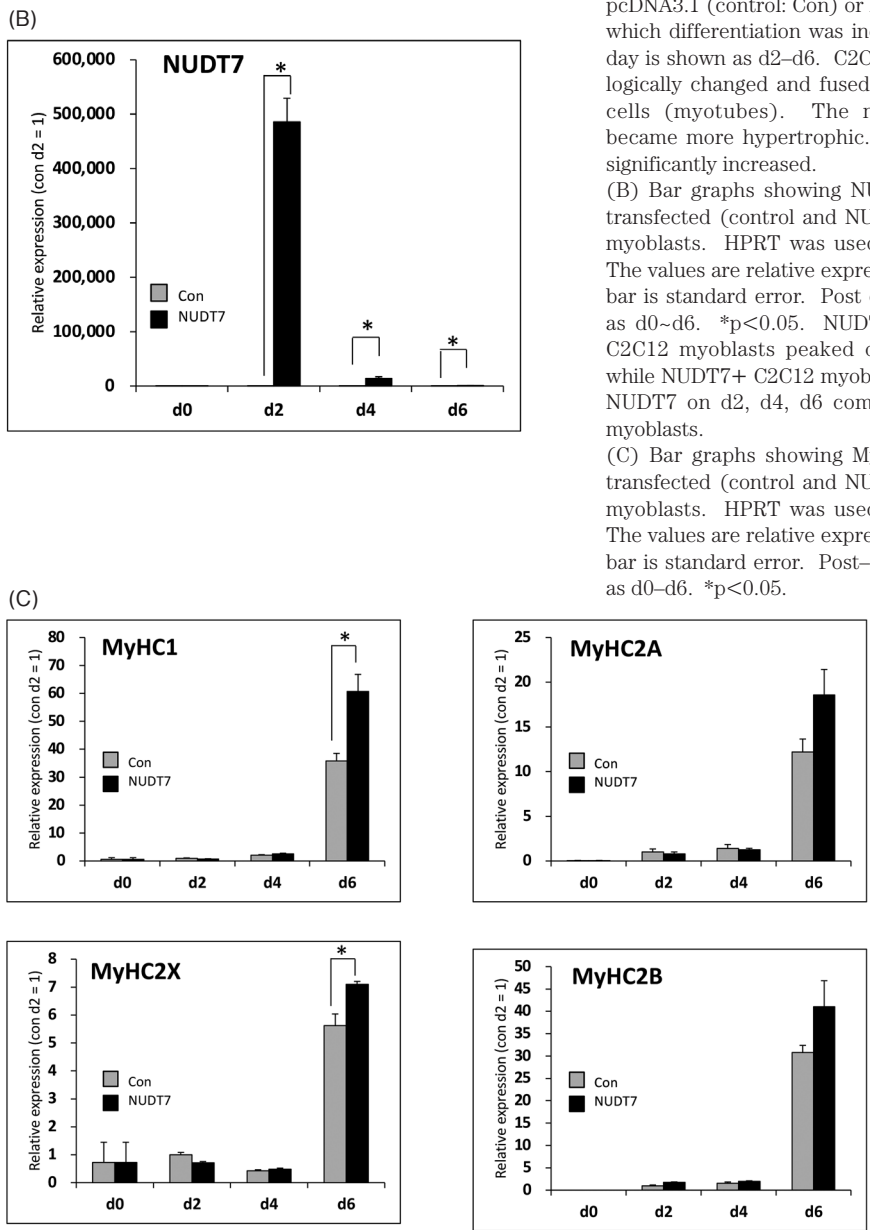 pcDNA3.1 (control: Con) or
which differentiation was inc
day is shown as d2–d6. C2C
logically changed and fused
cells (myotubes). The m
became more hypertrophic.
significantly increased.
(B) Bar graphs showing NU
transfected (control and NU
myoblasts. HPRT was used
The values are relative expre
bar is standard error. Post
as d0~d6. *p<0.05. NUDT
C2C12 myoblasts peaked
while NUDT7+ C2C12 myob
NUDT7 on d2, d4, d6 com
myoblasts.
(C) Bar graphs showing My
transfected (control and NU
myoblasts. HPRT was used
The values are relative expre
bar is standard error. Post–
as d0–d6. *p<0.05.
(B)
NUDT7
Relative expression (con d2 = 1)
600,000
500,000
400,000
300,000
200,000
100,000
0
Con
NUDT7
*
*
*
d0 d2 d4 d6
(C)
MyHC1
Relative expression (con d2 = 1)
80
70
60
50
40
30
20
10
0
Con
NUDT7
*
d0 d2 d4 d6
MyHC2A
Relative expression (con d2 = 1)
25
20
15
10
5
0
Con
NUDT7
d0 d2 d4 d6
MyHC2X
Relative expression (con d2 = 1)
8
7
6
5
4
3
2
1
0
Con
NUDT7
*
d0 d2 d4 d6
MyHC2B
Relative expression (con d2 = 1)
50
45
40
35
30
25
20
15
10
5
0
Con
NUDT7
d0 d2 d4 d6